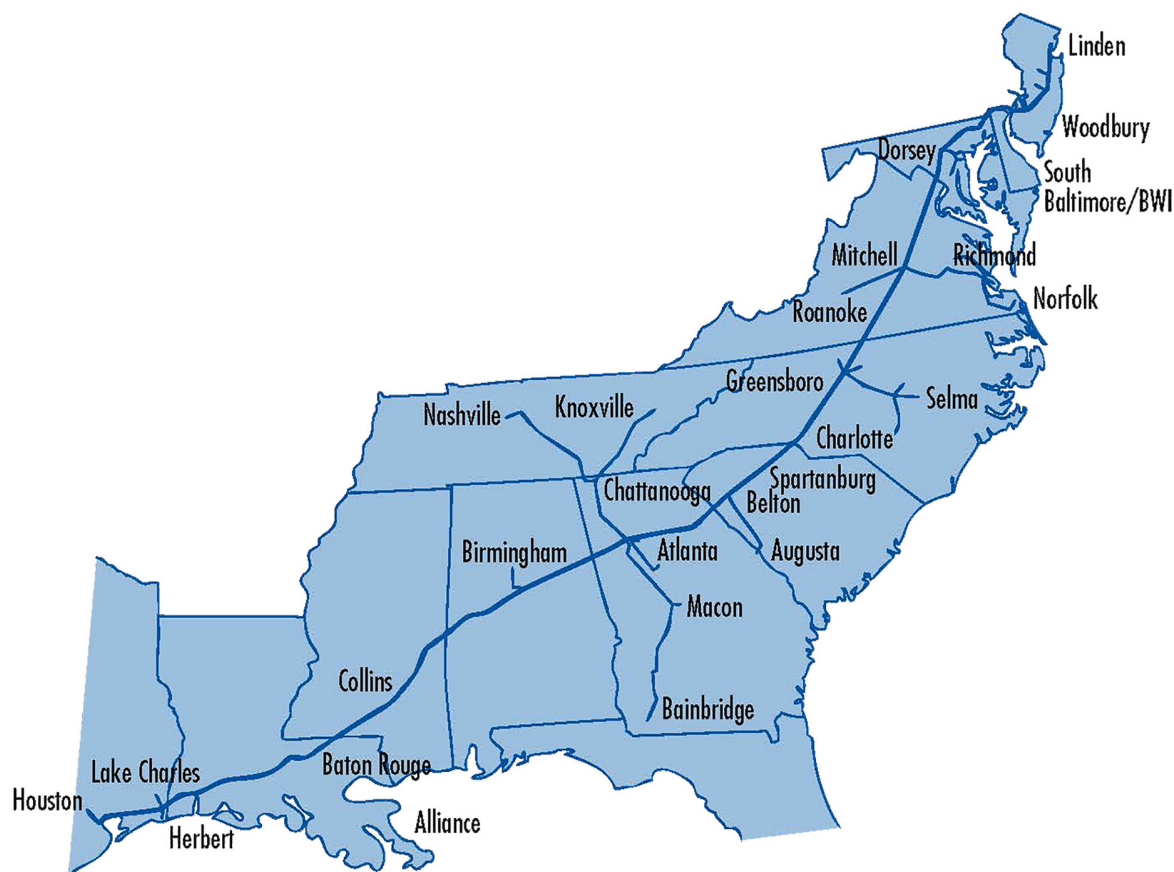 Linden
Woodbury
Dorsey
South
Baltimore/BWI
Mitchell
Richmond
Roanoke
Norfolk
Greensboro
Selma
Nashville
Knoxville
Charlotte
Chattanooga
Spartanburg
Belton
Birmingham
Atlanta
Augusta
Macon
Collins
Bainbridge
Lake Charles
Baton Rouge
Houston
Herbert
Alliance